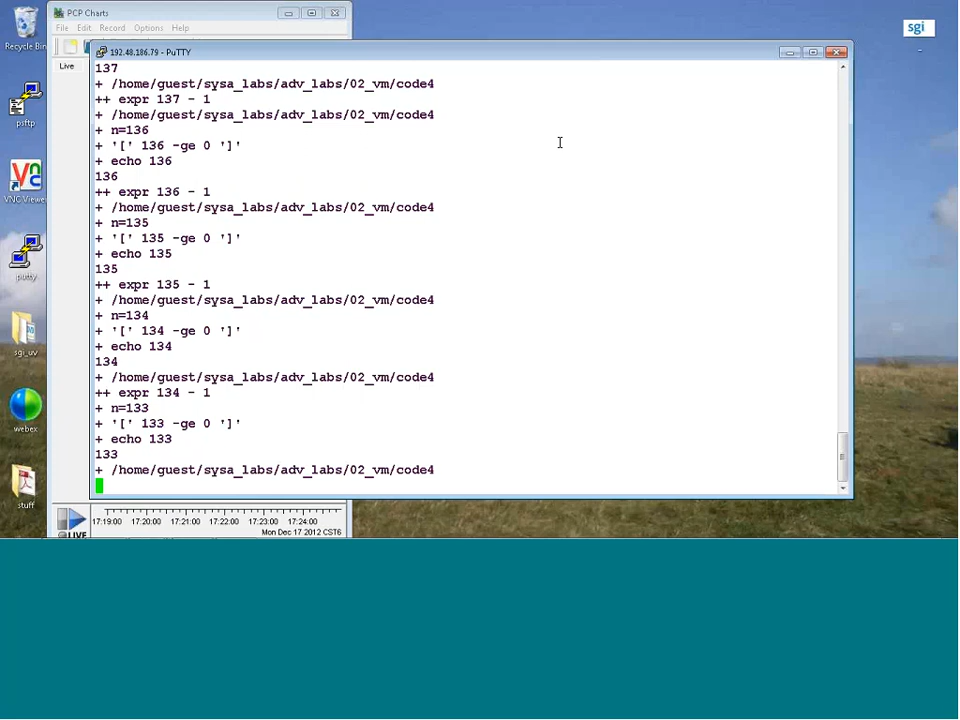 Recycle Bin
psftp
VNC Viewer
putty
sgi_uv
webex
stuff
sgi
PCP Charts
File Edit Record Options Help
Live
192.48.186.79 - PuTTY
137
+ /home/guest/sysa_labs/adv_labs/02_vm/code4
++ expr 137 - 1
+ /home/guest/sysa_labs/adv_labs/02_vm/code4
+ n=136
+ '[' 136 -ge 0 ']'
+ echo 136
136
++ expr 136 - 1
+ /home/guest/sysa_labs/adv_labs/02_vm/code4
+ n=135
+ '[' 135 -ge 0 ']'
+ echo 135
135
++ expr 135 - 1
+ /home/guest/sysa_labs/adv_labs/02_vm/code4
+ n=134
+ '[' 134 -ge 0 ']'
+ echo 134
134
+ /home/guest/sysa_labs/adv_labs/02_vm/code4
++ expr 134 - 1
+ n=133
+ '[' 133 -ge 0 ']'
+ echo 133
133
+ /home/guest/sysa_labs/adv_labs/02_vm/code4
17:19:00 17:20:00 17:21:00 17:22:00 17:23:00 17:24:00
LIVE Mon Dec 17 2012 CST6